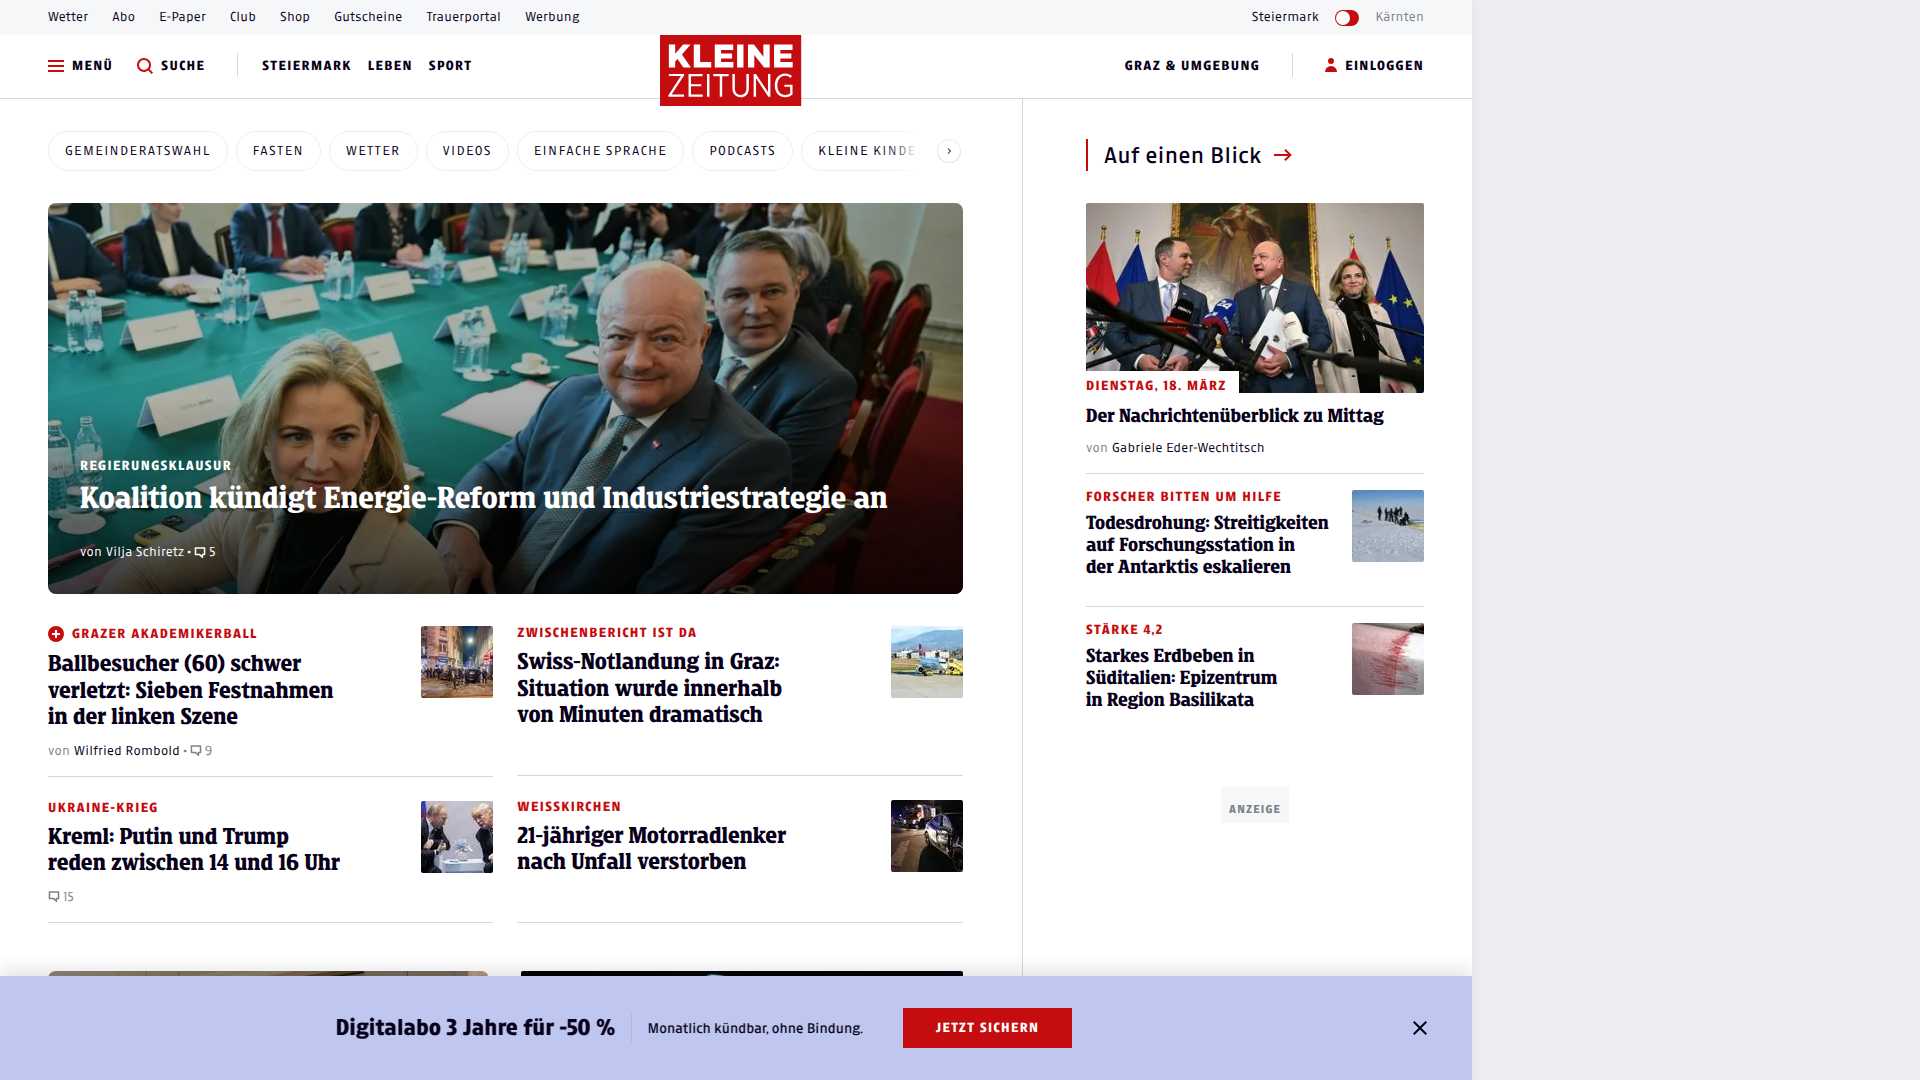 Wetter Abo E-Paper Club Shop Gutscheine Trauerportal Werbung Steiermark Kärnten
MENÜ SUCHE STEIERMARK LEBEN SPORT KLEINE ZEITUNG GRAZ & UMGEBUNG EINLOGGEN
GEMEINDERATSWAHL FASTEN WETTER VIDEOS EINFACHE SPRACHE PODCASTS KLEINE KINDE
REGIERUNGSKLAUSUR
Koalition kündigt Energie-Reform und Industriestrategie an
von Vilja Schiretz • 5
GRAZER AKADEMIKERBALL
Ballbesucher (60) schwer
verletzt: Sieben Festnahmen
in der linken Szene
von Wilfried Rombold • 9
ZWISCHENBERICHT IST DA
Swiss-Notlandung in Graz:
Situation wurde innerhalb
von Minuten dramatisch
UKRAINE-KRIEG
Kreml: Putin und Trump
reden zwischen 14 und 16 Uhr
15
WEISSKIRCHEN
21-jähriger Motorradlenker
nach Unfall verstorben
Auf einen Blick
DIENSTAG, 18. MÄRZ
Der Nachrichtenüberblick zu Mittag
von Gabriele Eder-Wechtitsch
FORSCHER BITTEN UM HILFE
Todesdrohung: Streitigkeiten
auf Forschungsstation in
der Antarktis eskalieren
STÄRKE 4,2
Starkes Erdbeben in
Süditalien: Epizentrum
in Region Basilikata
ANZEIGE
Digitalabo 3 Jahre für -50 % Monatlich kündbar, ohne Bindung. JETZT SICHERN